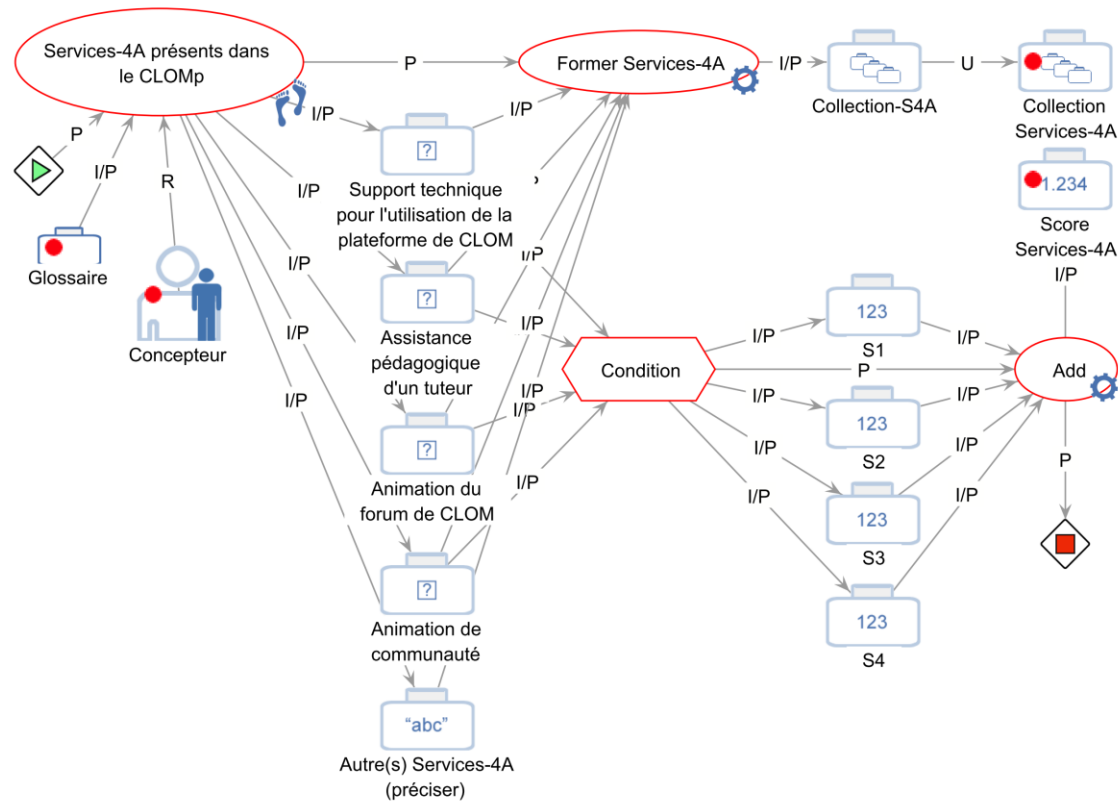 Services-4A présents dans
le CLOMp
P
Former Services-4A
I/P
Collection-S4A
U
Collection
Services-4A
1.234
Score
Services-4A
I/P
P
I/P
R
Glossaire
Concepteur
I/P
I/P
?
Support technique
pour l'utilisation de la
plateforme de CLOM
I/P
I/P
?
Assistance
pédagogique
d'un tuteur
I/P
I/P
?
Animation du
forum de CLOM
I/P
I/P
?
Animation de
communauté
I/P
"abc"
Autre(s) Services-4A
(préciser)
I/P
I/P
I/P
I/P
I/P
Condition
I/P
123
S1
I/P
P
Add
I/P
123
S2
I/P
I/P
123
S3
I/P
I/P
123
S4
I/P
P